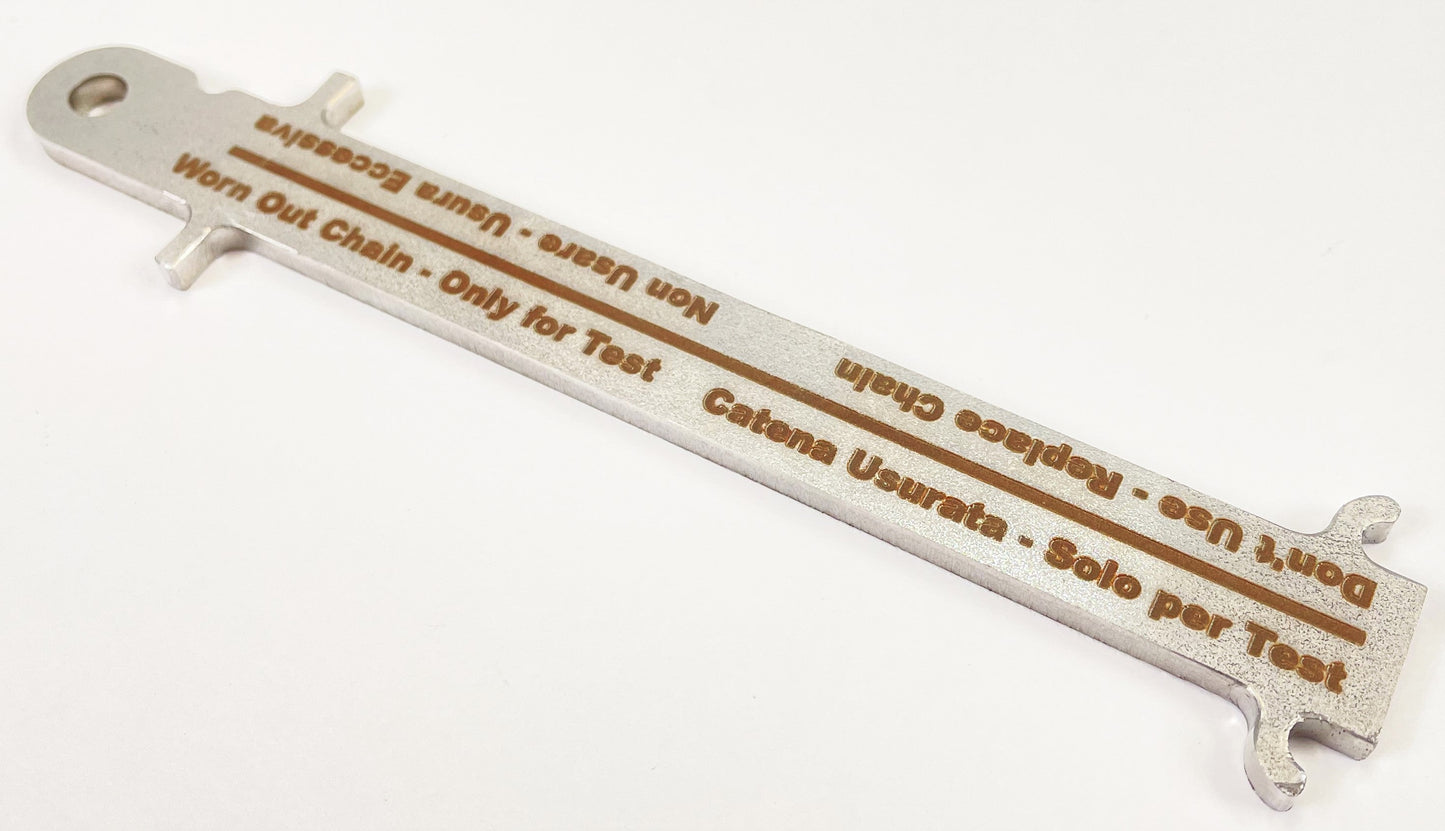 Worn Out Chain - Only for Test
Catena Usurata - Solo per Test
Don't Use - Replace Chain
Non Usare - Usura Eccessiva